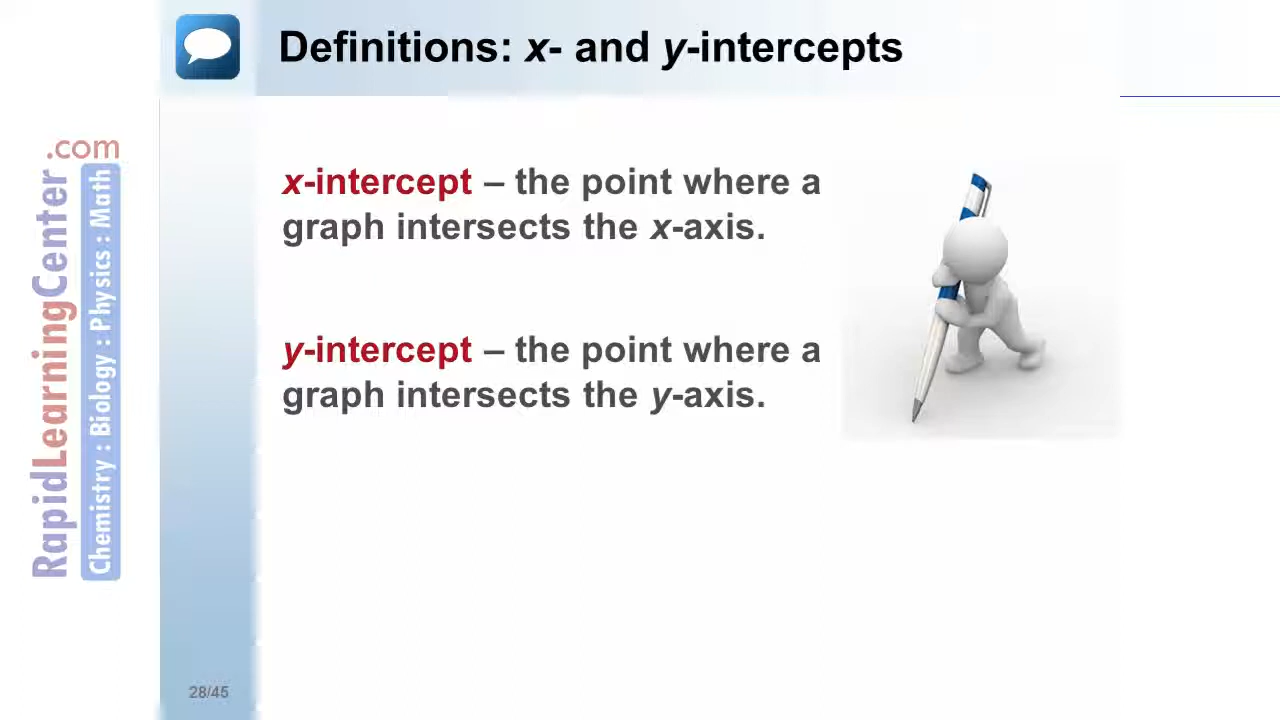 Definitions: x- and y-intercepts
x-intercept – the point where a
graph intersects the x-axis.
y-intercept – the point where a
graph intersects the y-axis.
RapidLearningCenter.com
Chemistry : Biology : Physics : Math
28/45